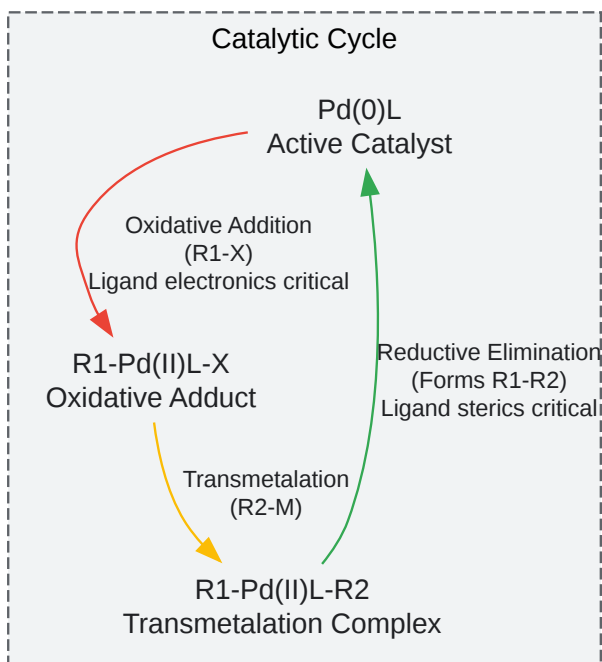 Catalytic Cycle
Pd(0)L
Active Catalyst
Oxidative Addition
(R1-X)
Ligand electronics critical
R1-Pd(II)L-X
Oxidative Adduct
Reductive Elimination
(Forms R1-R2)
Ligand sterics critical
Transmetalation
(R2-M)
R1-Pd(II)L-R2
Transmetalation Complex